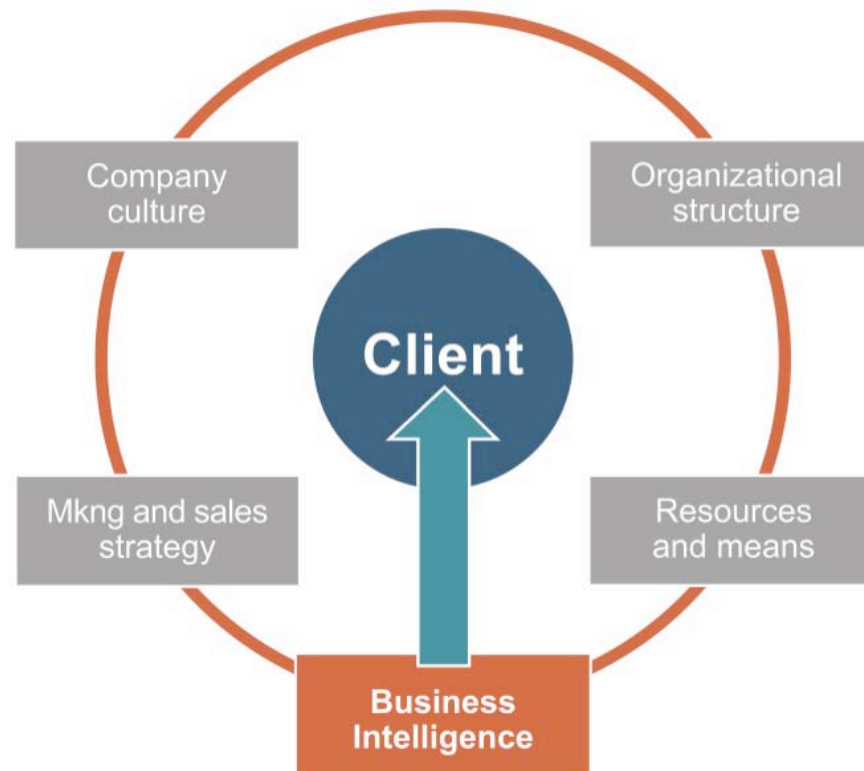 Company
culture
Organizational
structure
Client
Mkng and sales
strategy
Resources
and means
Business
Intelligence